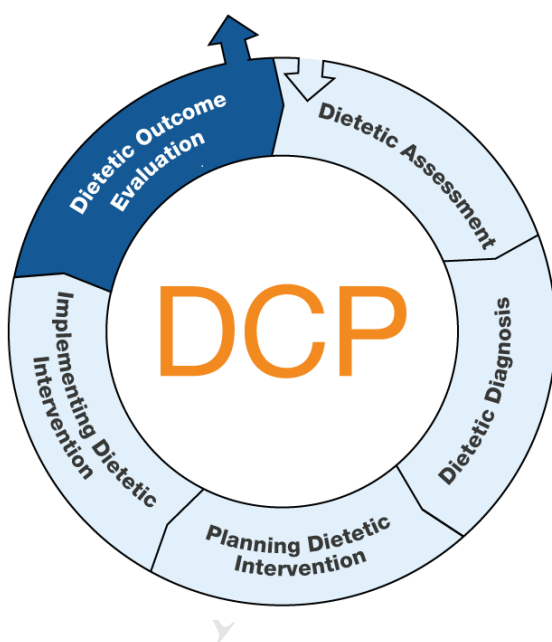 Dietetic Assessment
Dietetic Diagnosis
Planning Dietetic
Intervention
Implementing Dietetic
Intervention
Dietetic Outcome
Evaluation
DCP